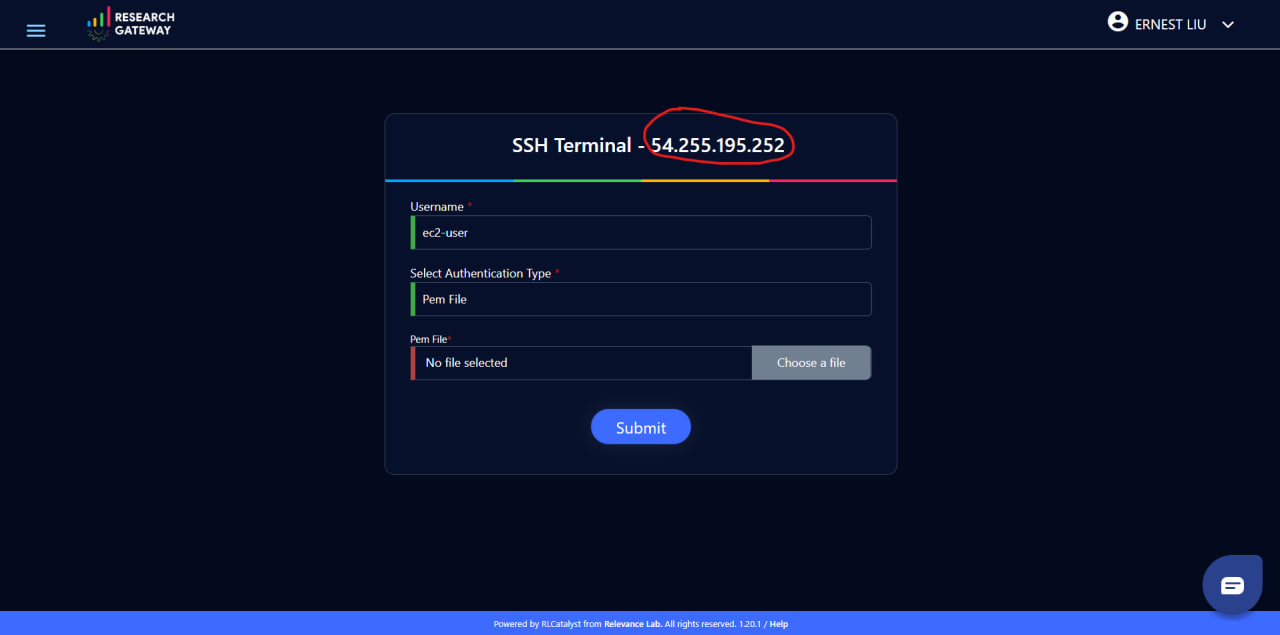 RESEARCH
GATEWAY
ERNEST LIU
SSH Terminal - 54.255.195.252
Username *
ec2-user
Select Authentication Type *
Pem File
Pem File*
No file selected
Choose a file
Submit
Powered by RLCatalyst from Relevance Lab. All rights reserved. 1.20.1 / Help